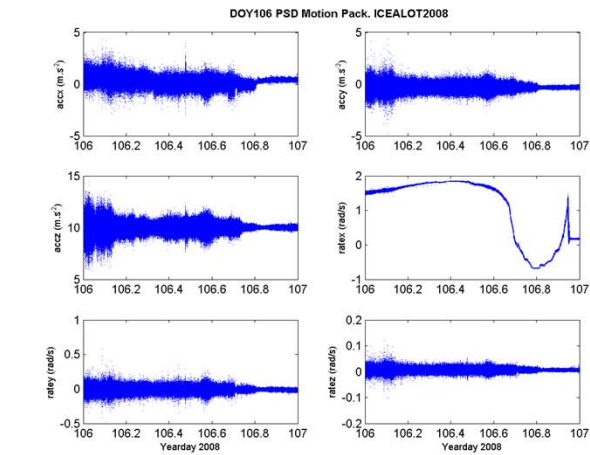 DOY106 PSD Motion Pack. ICEALOT2008
5
0
-5
accx (m.s⁻²)
106 106.2 106.4 106.6 106.8 107
5
0
-5
accy (m.s⁻²)
106 106.2 106.4 106.6 106.8 107
15
10
5
accz (m.s⁻²)
106 106.2 106.4 106.6 106.8 107
2
1
0
-1
ratex (rad/s)
106 106.2 106.4 106.6 106.8 107
1
0.5
0
-0.5
ratey (rad/s)
106 106.2 106.4 106.6 106.8 107
Yearday 2008
0.2
0.1
0
-0.1
-0.2
ratez (rad/s)
106 106.2 106.4 106.6 106.8 107
Yearday 2008